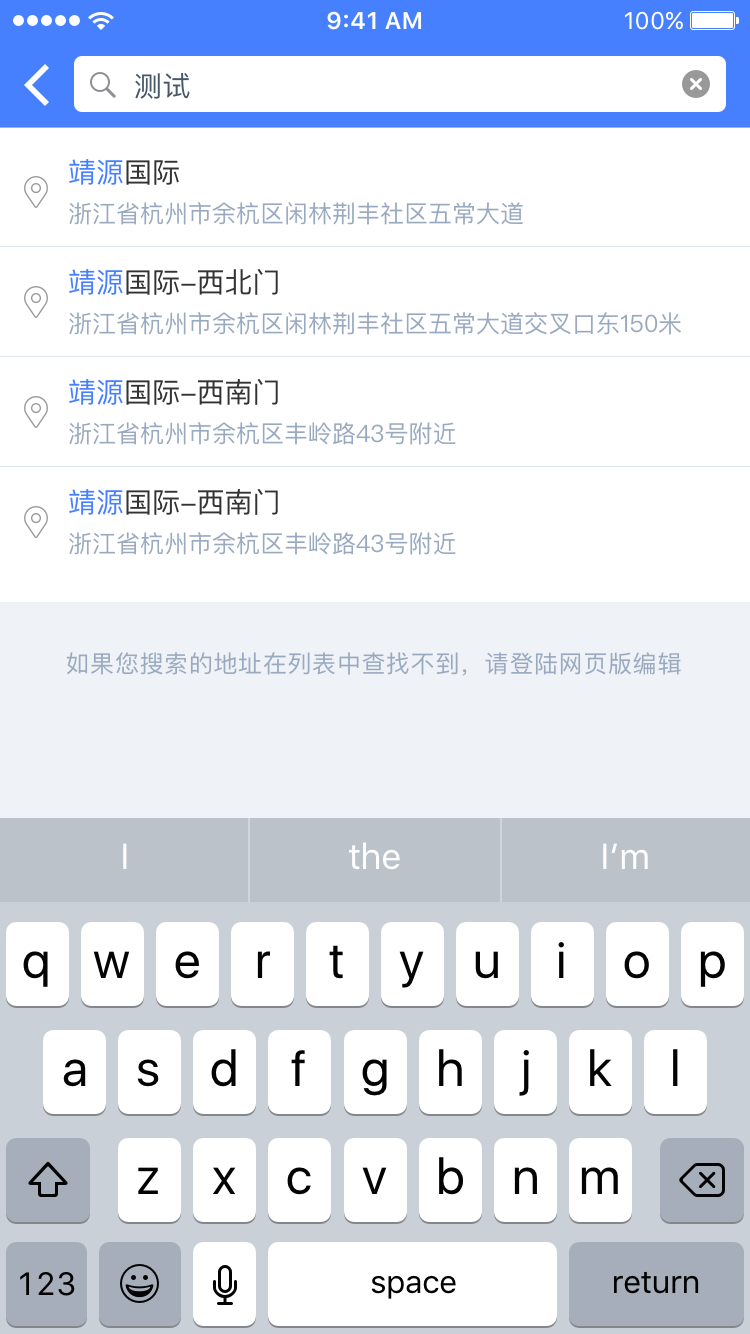 9:41 AM 100%
测试
靖源国际
浙江省杭州市余杭区闲林荆丰社区五常大道
靖源国际-西北门
浙江省杭州市余杭区闲林荆丰社区五常大道交叉口东150米
靖源国际-西南门
浙江省杭州市余杭区丰岭路43号附近
靖源国际-西南门
浙江省杭州市余杭区丰岭路43号附近
如果您搜索的地址在列表中查找不到，请登陆网页版编辑
I the I'm
q w e r t y u i o p
a s d f g h j k l
z x c v b n m
123 space return